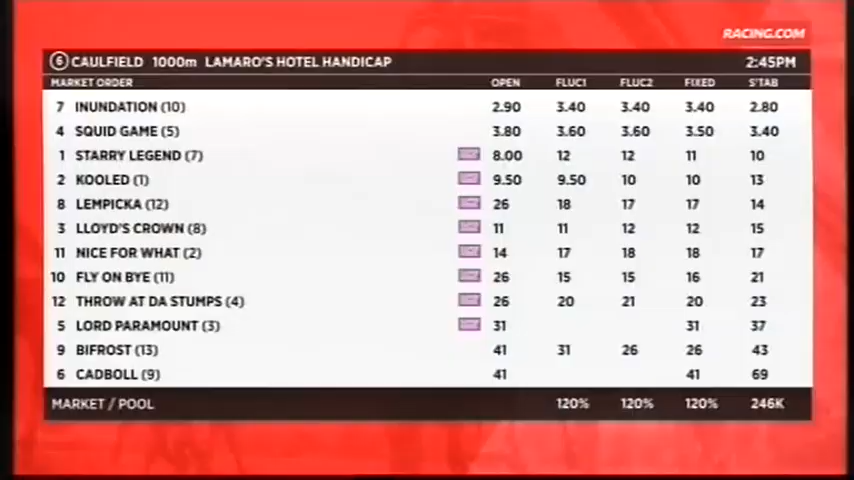 RACING.COM
6 CAULFIELD 1000m LAMARO'S HOTEL HANDICAP 2:45PM
MARKET ORDER OPEN FLUC1 FLUC2 FIXED S'TAB
7 INUNDATION (10) 2.90 3.40 3.40 3.40 2.80
4 SQUID GAME (5) 3.80 3.60 3.60 3.50 3.40
1 STARRY LEGEND (7) 8.00 12 12 11 10
2 KOOLED (1) 9.50 9.50 10 10 13
8 LEMPICKA (12) 26 18 17 17 14
3 LLOYD'S CROWN (8) 11 11 12 12 15
11 NICE FOR WHAT (2) 14 17 18 18 17
10 FLY ON BYE (11) 26 15 15 16 21
12 THROW AT DA STUMPS (4) 26 20 21 20 23
5 LORD PARAMOUNT (3) 31 31 37
9 BIFROST (13) 41 31 26 26 43
6 CADBOLL (9) 41 41 69
MARKET / POOL 120% 120% 120% 246K